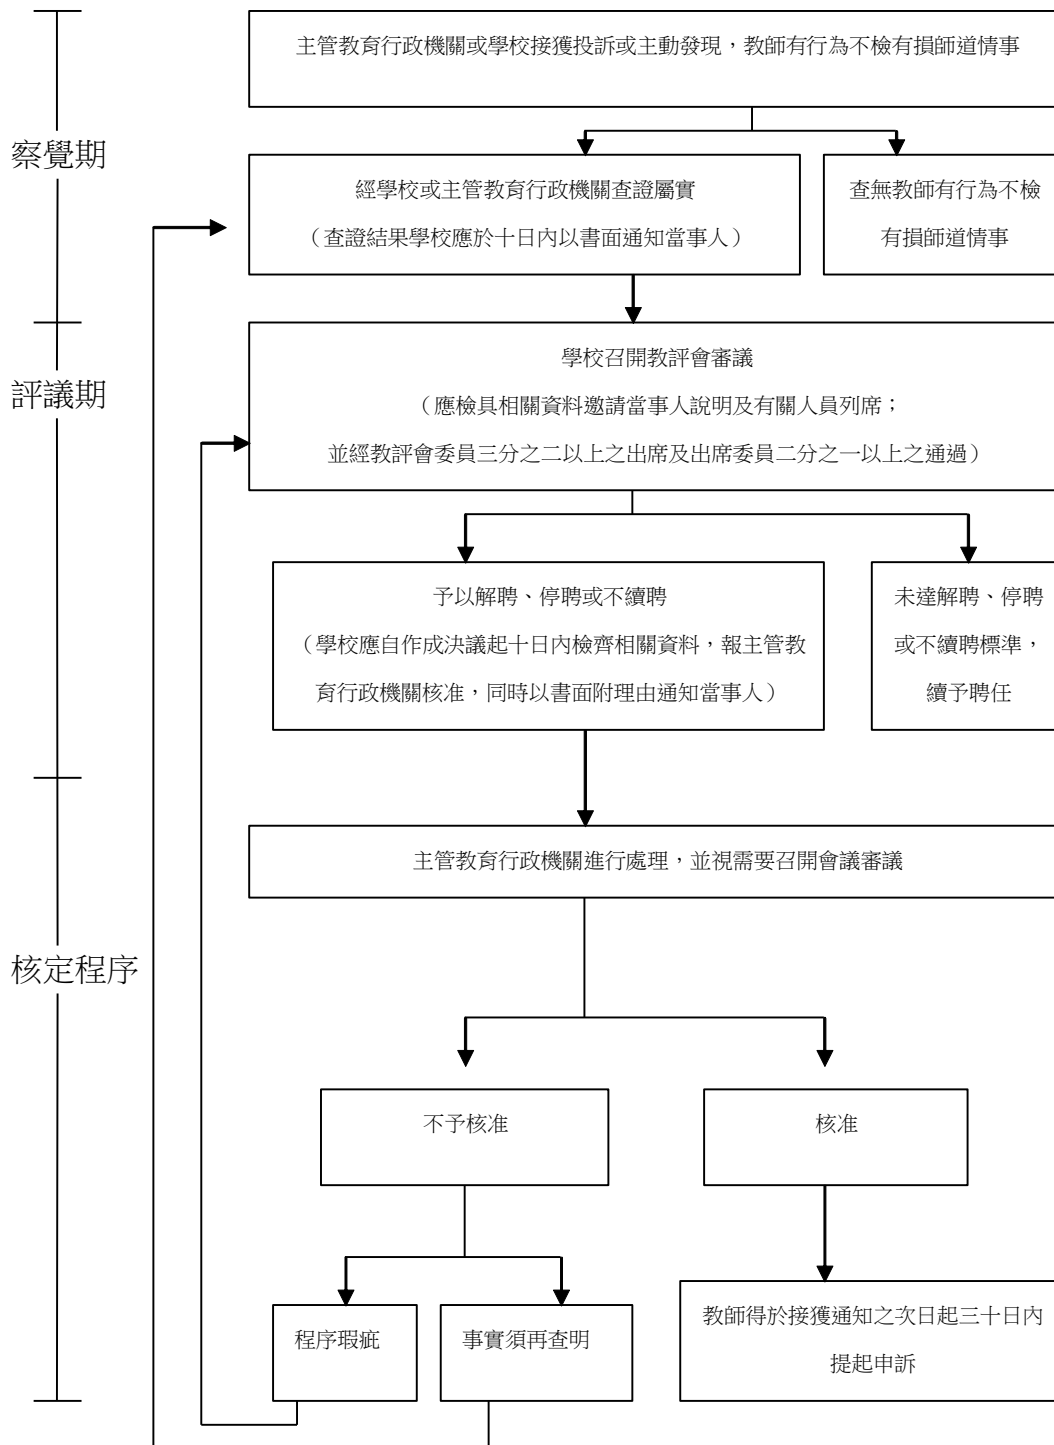 主管教育行政機關或學校接獲投訴或主動發現，教師有行為不檢有損師道情事
察覺期
經學校或主管教育行政機關查證屬實
（查證結果學校應於十日內以書面通知當事人）
查無教師有行為不檢
有損師道情事
評議期
學校召開教評會審議
（應檢具相關資料邀請當事人說明及有關人員列席；
並經教評會委員三分之二以上之出席及出席委員二分之一以上之通過）
予以解聘、停聘或不續聘
（學校應自作成決議起十日內檢齊相關資料，報主管教
育行政機關核准，同時以書面附理由通知當事人）
未達解聘、停聘
或不續聘標準，
續予聘任
主管教育行政機關進行處理，並視需要召開會議審議
核定程序
不予核准
核准
程序瑕疵
事實須再查明
教師得於接獲通知之次日起三十日內
提起申訴